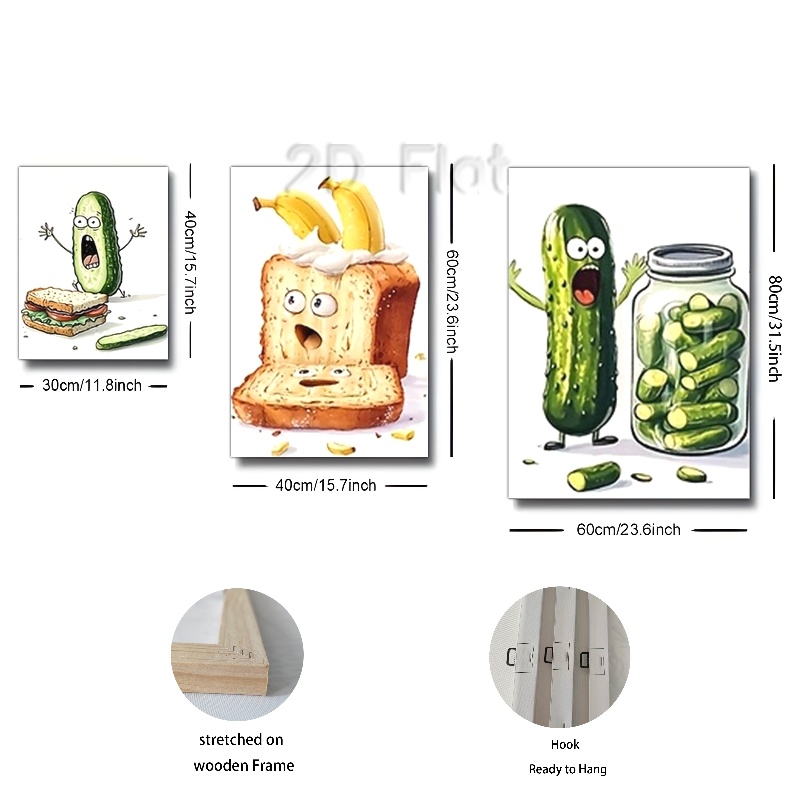 2D Flat
40cm/15.7inch
30cm/11.8inch
60cm/23.6inch
40cm/15.7inch
80cm/31.5inch
60cm/23.6inch
stretched on
wooden Frame
Hook
Ready to Hang